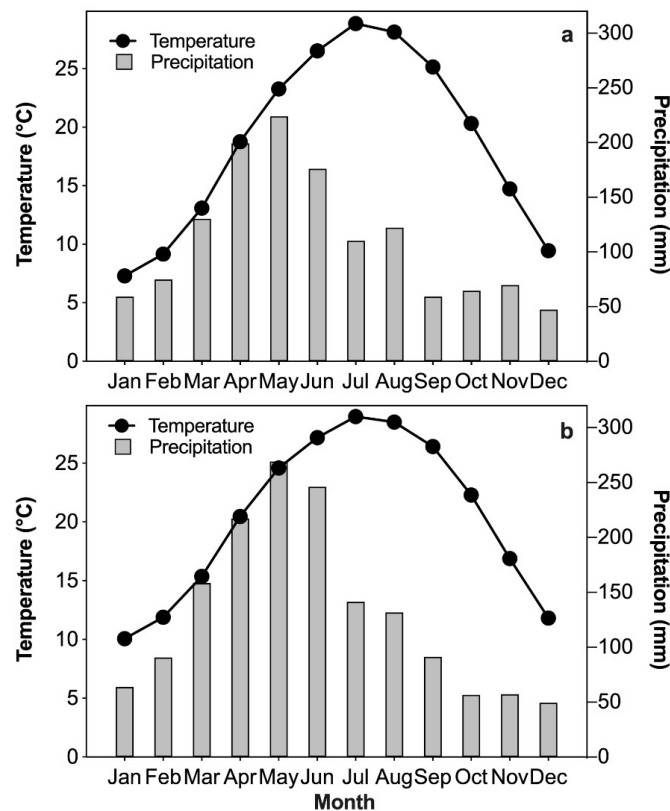 Temperature
Precipitation
a
Temperature (°C)
25
20
15
10
5
0
Precipitation (mm)
300
250
200
150
100
50
0
Jan Feb Mar Apr May Jun Jul Aug Sep Oct Nov Dec
Temperature
Precipitation
b
Temperature (°C)
25
20
15
10
5
0
Precipitation (mm)
300
250
200
150
100
50
0
Jan Feb Mar Apr May Jun Jul Aug Sep Oct Nov Dec
Month